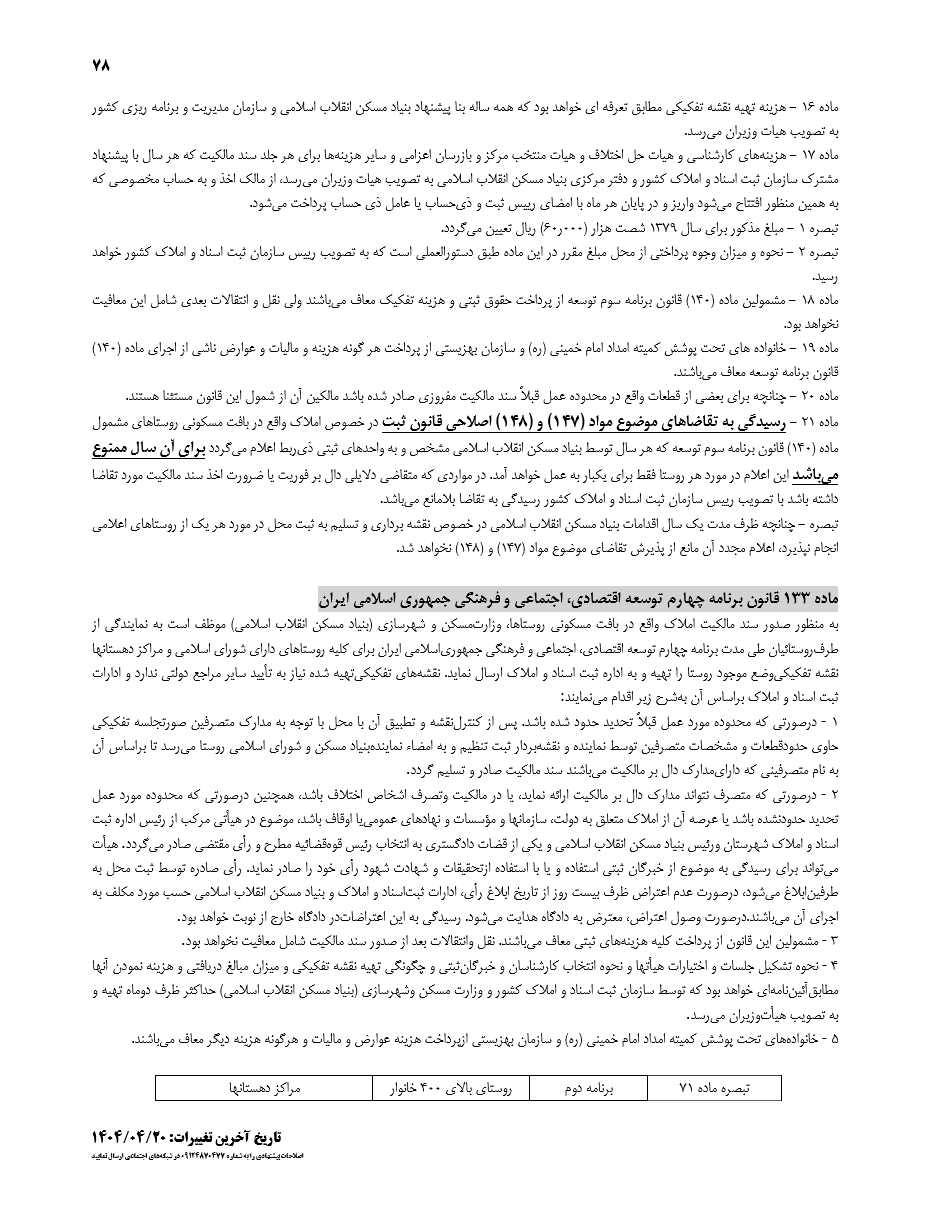 ۷۸
ماده ۱۶ - هزینه تهیه نقشه تفکیکی مطابق تعرفه ای خواهد بود که همه ساله بنا پیشنهاد بنیاد مسکن انقلاب اسلامی و سازمان مدیریت و برنامه ریزی کشور
به تصویب هیات وزیران می‌رسد.
ماده ۱۷ - هزینه‌های کارشناسی و هیات حل اختلاف و هیات منتخب مرکز و بازرسان اعزامی و سایر هزینه‌ها برای هر جلد سند مالکیت که هر سال با پیشنهاد
مشترک سازمان ثبت اسناد و املاک کشور و دفتر مرکزی بنیاد مسکن انقلاب اسلامی به تصویب هیات وزیران می‌رسد، از مالک اخذ و به حساب مخصوصی که
به همین منظور افتتاح می‌شود واریز و در پایان هر ماه با امضای رییس ثبت و ذی‌حساب یا عامل ذی حساب پرداخت می‌شود.
تبصره ۱ - مبلغ مذکور برای سال ۱۳۷۹ شصت هزار (۶۰٫۰۰۰) ریال تعیین می‌گردد.
تبصره ۲ - نحوه و میزان وجوه پرداختی از محل مبلغ مقرر در این ماده طبق دستورالعملی است که به تصویب رییس سازمان ثبت اسناد و املاک کشور خواهد
رسید.
ماده ۱۸ - مشمولین ماده (۱۴۰) قانون برنامه سوم توسعه از پرداخت حقوق ثبتی و هزینه تفکیک معاف می‌باشند ولی نقل و انتقالات بعدی شامل این معافیت
نخواهد بود.
ماده ۱۹ - خانواده های تحت پوشش کمیته امداد امام خمینی (ره) و سازمان بهزیستی از پرداخت هر گونه هزینه و مالیات و عوارض ناشی از اجرای ماده (۱۴۰)
قانون برنامه توسعه معاف می‌باشند.
ماده ۲۰ - چنانچه برای بعضی از قطعات واقع در محدوده عمل قبلاً سند مالکیت مفروزی صادر شده باشد مالکین آن از شمول این قانون مستثنا هستند.
ماده ۲۱ - رسیدگی به تقاضاهای موضوع مواد (۱۴۷) و (۱۴۸) اصلاحی قانون ثبت در خصوص املاک واقع در بافت مسکونی روستاهای مشمول
ماده (۱۴۰) قانون برنامه سوم توسعه که هر سال توسط بنیاد مسکن انقلاب اسلامی مشخص و به واحدهای ثبتی ذی‌ربط اعلام می‌گردد برای آن سال ممنوع
می‌باشد این اعلام در مورد هر روستا فقط برای یکبار به عمل خواهد آمد. در مواردی که متقاضی دلایلی دال بر فوریت یا ضرورت اخذ سند مالکیت مورد تقاضا
داشته باشد با تصویب رییس سازمان ثبت اسناد و املاک کشور رسیدگی به تقاضا بلامانع می‌باشد.
تبصره - چنانچه ظرف مدت یک سال اقدامات بنیاد مسکن انقلاب اسلامی در خصوص نقشه برداری و تسلیم به ثبت محل در مورد هر یک از روستاهای اعلامی
انجام نپذیرد، اعلام مجدد آن مانع از پذیرش تقاضای موضوع مواد (۱۴۷) و (۱۴۸) نخواهد شد.
ماده ۱۳۳ قانون برنامه چهارم توسعه اقتصادی، اجتماعی و فرهنگی جمهوری اسلامی ایران
به منظور صدور سند مالکیت املاک واقع در بافت مسکونی روستاها، وزارت‌مسکن و شهرسازی (بنیاد مسکن انقلاب اسلامی) موظف است به نمایندگی از
طرف‌روستائیان طی مدت برنامه چهارم توسعه اقتصادی، اجتماعی و فرهنگی جمهوری‌اسلامی ایران برای کلیه روستاهای دارای شورای اسلامی و مراکز دهستانها
نقشه تفکیکی‌وضع موجود روستا را تهیه و به اداره ثبت اسناد و املاک ارسال نماید. نقشه‌های تفکیکی‌تهیه شده نیاز به تأیید سایر مراجع دولتی ندارد و ادارات
ثبت اسناد و املاک براساس آن به‌شرح زیر اقدام می‌نمایند:
۱ - درصورتی که محدوده مورد عمل قبلاً تحدید حدود شده باشد. پس از کنترل‌نقشه و تطبیق آن با محل با توجه به مدارک متصرفین صورتجلسه تفکیکی
حاوی حدودقطعات و مشخصات متصرفین توسط نماینده و نقشه‌بردار ثبت تنظیم و به امضاء نماینده‌بنیاد مسکن و شورای اسلامی روستا می‌رسد تا براساس آن
به نام متصرفینی که دارای‌مدارک دال بر مالکیت می‌باشند سند مالکیت صادر و تسلیم گردد.
۲ - درصورتی که متصرف نتواند مدارک دال بر مالکیت ارائه نماید، یا در مالکیت وتصرف اشخاص اختلاف باشد، همچنین درصورتی که محدوده مورد عمل
تحدید حدودنشده باشد یا عرصه آن از املاک متعلق به دولت، سازمانها و مؤسسات و نهادهای عمومی‌یا اوقاف باشد، موضوع در هیأتی مرکب از رئیس اداره ثبت
اسناد و املاک شهرستان ورئیس بنیاد مسکن انقلاب اسلامی و یکی از قضات دادگستری به انتخاب رئیس قوه‌قضائیه مطرح و رأی مقتضی صادر می‌گردد. هیأت
می‌تواند برای رسیدگی به موضوع از خبرگان ثبتی استفاده و یا با استفاده ازتحقیقات و شهادت شهود رأی خود را صادر نماید. رأی صادره توسط ثبت محل به
طرفین‌ابلاغ می‌شود، درصورت عدم اعتراض ظرف بیست روز از تاریخ ابلاغ رأی، ادارات ثبت‌اسناد و املاک و بنیاد مسکن انقلاب اسلامی حسب مورد مکلف به
اجرای آن می‌باشند.درصورت وصول اعتراض، معترض به دادگاه هدایت می‌شود. رسیدگی به این اعتراضات‌در دادگاه خارج از نوبت خواهد بود.
۳ - مشمولین این قانون از پرداخت کلیه هزینه‌های ثبتی معاف می‌باشند. نقل وانتقالات بعد از صدور سند مالکیت شامل معافیت نخواهد بود.
۴ - نحوه تشکیل جلسات و اختیارات هیأتها و نحوه انتخاب کارشناسان و خبرگان‌ثبتی و چگونگی تهیه نقشه تفکیکی و میزان مبالغ دریافتی و هزینه نمودن آنها
مطابق‌آئین‌نامه‌ای خواهد بود که توسط سازمان ثبت اسناد و املاک کشور و وزارت مسکن وشهرسازی (بنیاد مسکن انقلاب اسلامی) حداکثر ظرف دوماه تهیه و
به تصویب هیأت‌وزیران می‌رسد.
۵ - خانواده‌های تحت پوشش کمیته امداد امام خمینی (ره) و سازمان بهزیستی ازپرداخت هزینه عوارض و مالیات و هرگونه هزینه دیگر معاف می‌باشند.
تبصره ماده ۷۱ برنامه دوم روستای بالای ۴۰۰ خانوار مراکز دهستانها
تاریخ آخرین تغییرات: ۱۴۰۴/۰۴/۲۰
اصلاحات پیشنهادی را به شماره ۰۹۱۲۴۸۷۰۴۷۷ در شبکه‌های اجتماعی ارسال نمایید